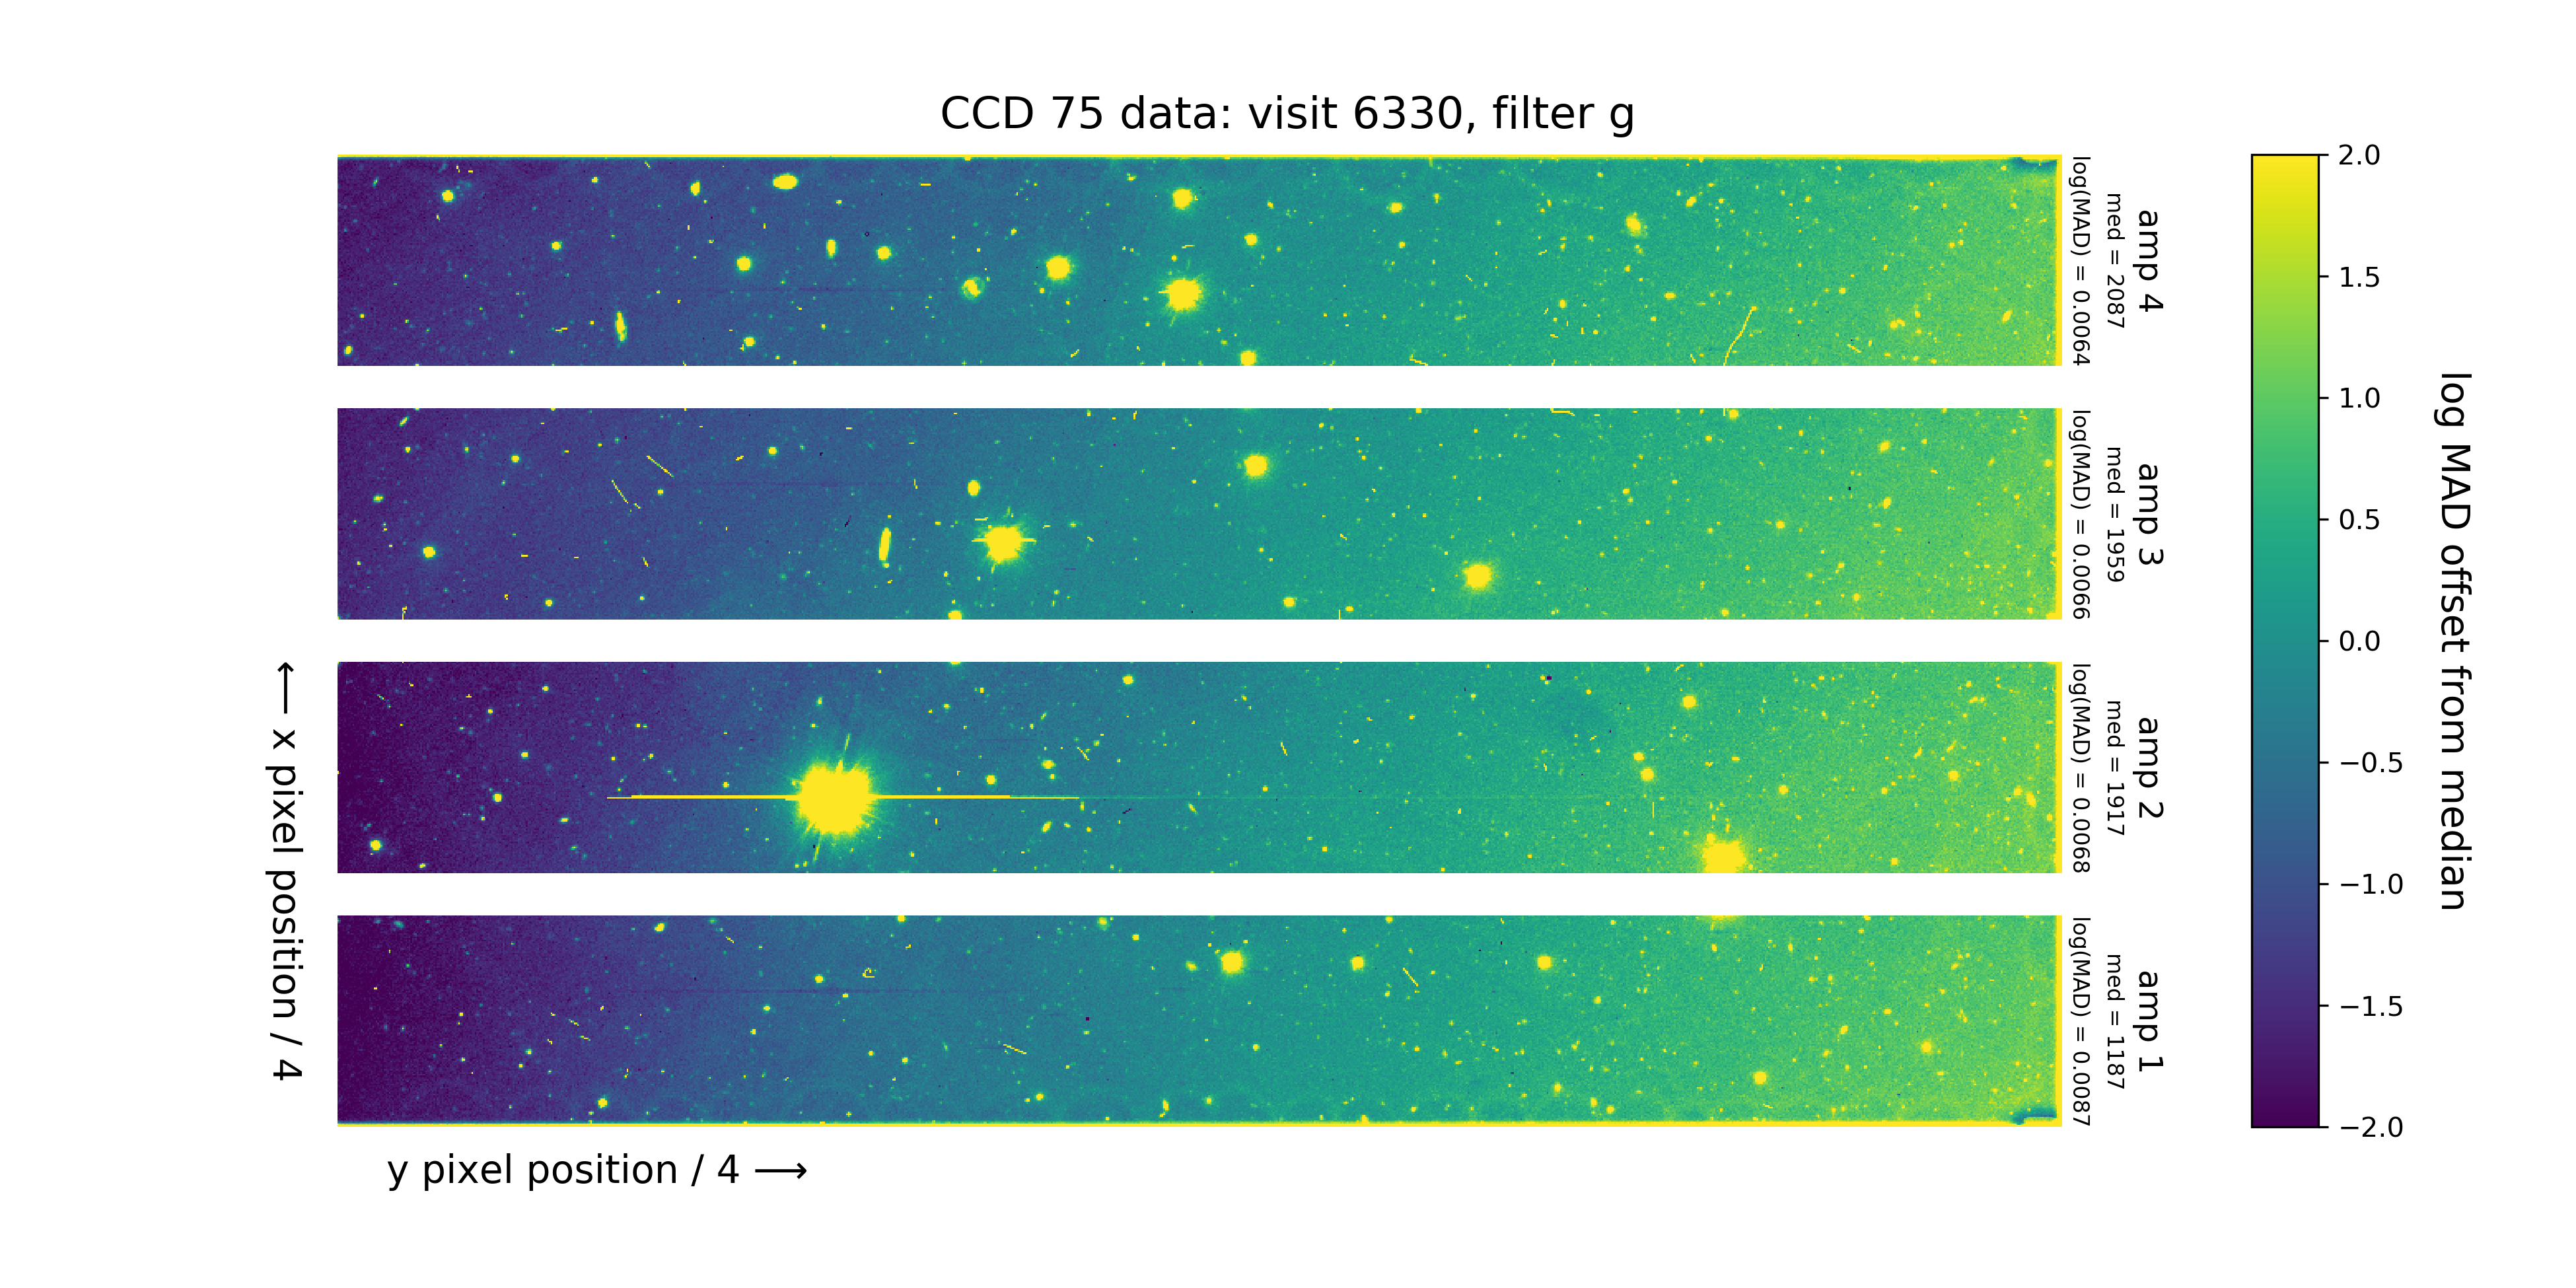 CCD 75 data: visit 6330, filter g
amp 4
med = 2087
log(MAD) = 0.0064
amp 3
med = 1959
log(MAD) = 0.0066
amp 2
med = 1917
log(MAD) = 0.0068
amp 1
med = 1187
log(MAD) = 0.0087
⟵ x pixel position / 4
y pixel position / 4 ⟶
2.0
1.5
1.0
0.5
0.0
−0.5
−1.0
−1.5
−2.0
log MAD offset from median